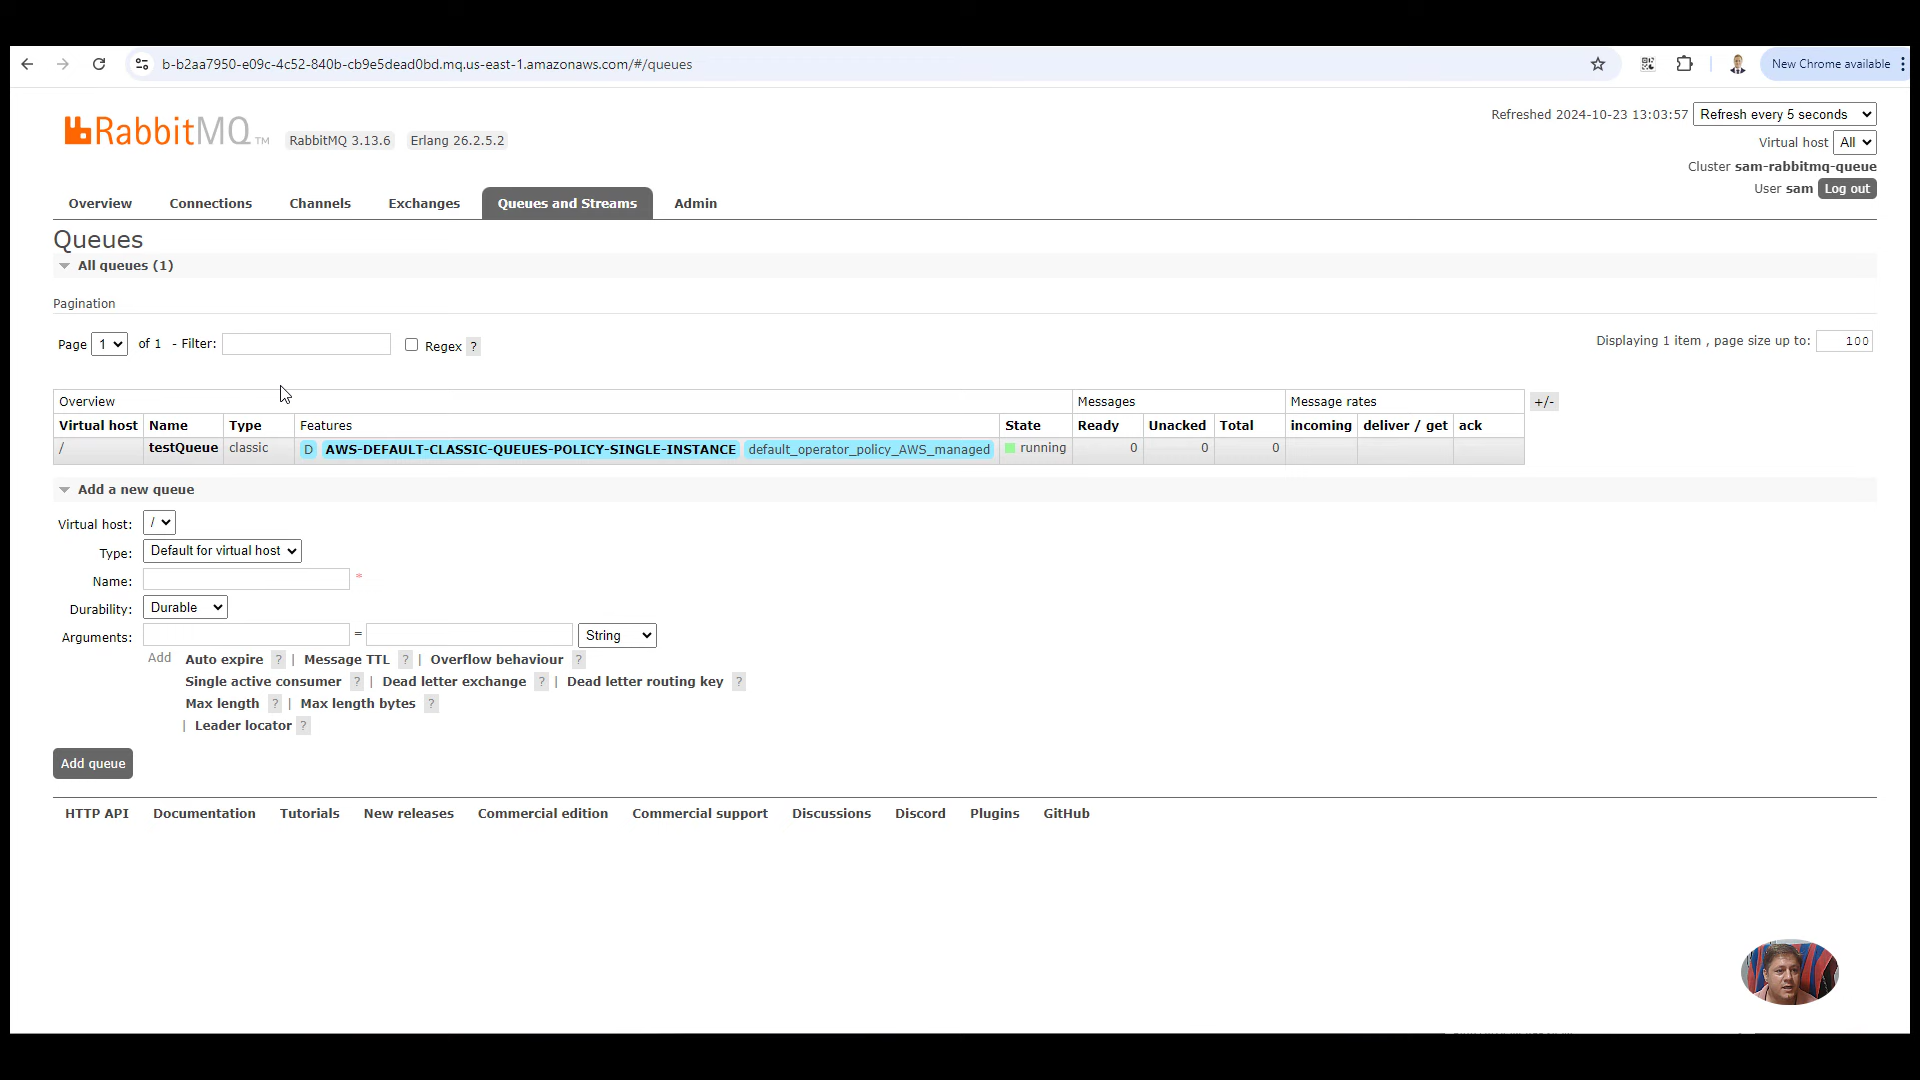 b-b2aa7950-e09c-4c52-840b-cb9e5dead0bd.mq.us-east-1.amazonaws.com/#/queues
New Chrome available
RabbitMQ TM
RabbitMQ 3.13.6
Erlang 26.2.5.2
Refreshed 2024-10-23 13:03:57 Refresh every 5 seconds
Virtual host All
Cluster sam-rabbitmq-queue
User sam Log out
Overview Connections Channels Exchanges Queues and Streams Admin
Queues
All queues (1)
Pagination
Page 1 of 1 - Filter: Regex ?
Displaying 1 item , page size up to: 100
Overview Messages Message rates +/-
Virtual host Name Type Features State Ready Unacked Total incoming deliver / get ack
/ testQueue classic D AWS-DEFAULT-CLASSIC-QUEUES-POLICY-SINGLE-INSTANCE default_operator_policy_AWS_managed running 0 0 0
Add a new queue
Virtual host: /
Type: Default for virtual host
Name: *
Durability: Durable
Arguments: = String
Add Auto expire ? | Message TTL ? | Overflow behaviour ?
Single active consumer ? | Dead letter exchange ? | Dead letter routing key ?
Max length ? | Max length bytes ?
| Leader locator ?
Add queue
HTTP API Documentation Tutorials New releases Commercial edition Commercial support Discussions Discord Plugins GitHub